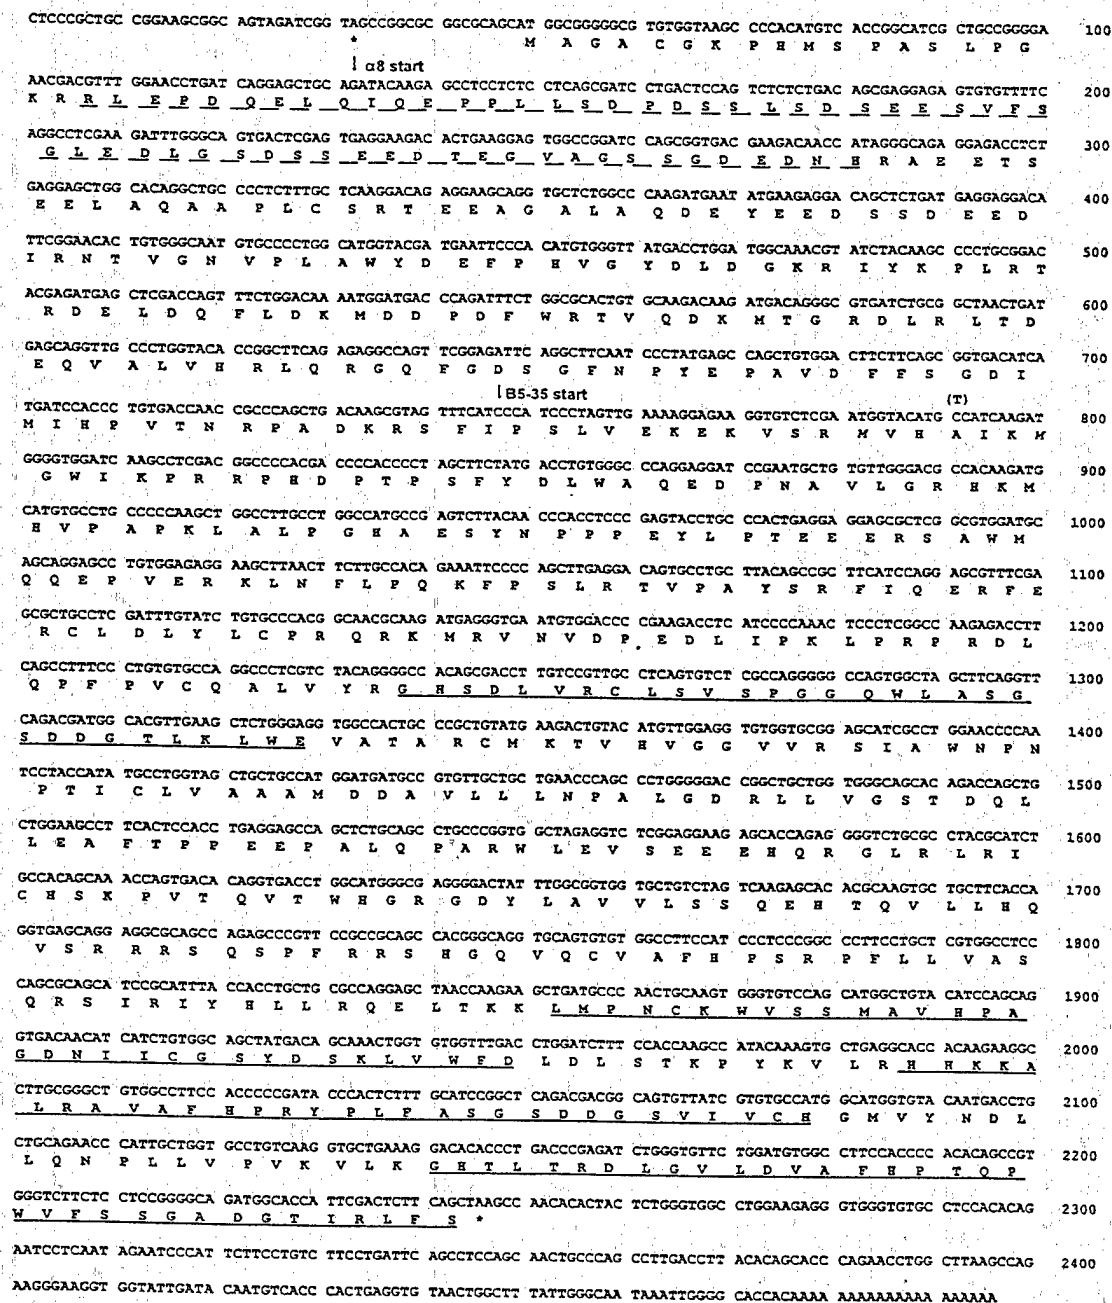 CTCCCGCTGC CCGGAAGCGGC AGTAGATCGG TAGCCGGCGC GGCGCAGCAT GGCGGGGGCG TGTGGTAAGC CCCACATGTC ACCGGCATCG CTGCCGGGGA 100
* M A G A C G K P H M S P A S L P G
↓ α8 start
AACGACGTTT GGAACCTGAT CAGGAGCTGC AGATACAAGA GCCTCCTCTC CTCAGCGATC CTGACTCCAG TCTCTCTGAC AGCGAGGAGA GTGTGTTTTC 200
K R R L E P D Q E L Q I Q E P P L L S D P D S S L S D S E E S V F S
AGGCCTCGAA GATTTGGGCA GTGACTCGAG TGAGGAAGAC ACTGAAGGAG TGGCCGGATC CAGCGGTGAC GAAGACAACC ATAGGGCAGA GGAGACCTCT 300
G L E D L G S D S S E E D T E G V A G S S G D E D N H R A E E T S
GAGGAGCTGG CACAGGCTGC CCCTCTTTGC TCAAGGACAG AGGAAGCAGG TGCTCTGGCC CAAGATGAAT ATGAAGAGGA CAGCTCTGAT GAGGAGGACA 400
E E L A Q A A P L C S R T E E A G A L A Q D E Y E E D S S D E E D
TTCGGAACAC TGTGGGCAAT GTGCCCCTGG CATGGTACGA TGAATTCCCA CATGTGGGTT ATGACCTGGA TGGCAAACGT ATCTACAAGC CCCTGCGGAC 500
I R N T V G N V P L A W Y D E F P H V G Y D L D G K R I Y K P L R T
ACGAGATGAG CTCGACCAGT TTCTGGACAA AATGGATGAC CCAGATTTCT GGCGCACTGT GCAAGACAAG ATGACAGGGC GTGATCTGCG GCTAACTGAT 600
R D E L D Q F L D K M D D P D F W R T V Q D K M T G R D L R L T D
GAGCAGGTTG CCCTGGTACA CCGGCTTCAG AGAGGCCAGT TCGGAGATTC AGGCTTCAAT CCCTATGAGC CAGCTGTGGA CTTCTTCAGC GGTGACATCA 700
E Q V A L V H R L Q R G Q F G D S G F N P Y E P A V D F F S G D I
↓B5-35 start (T)
TGATCCACCC TGTGACCAAC CGCCCAGCTG ACAAGCGTAG TTTCATCCCA TCCCTAGTTG AAAAGGAGAA GGTGTCTCGA ATGGTACATG CCATCAAGAT 800
M I H P V T N R P A D K R S F I P S L V E K E K V S R M V H A I K M
GGGGTGGATC AAGCCTCGAC GGCCCCACGA CCCCACCCCT AGCTTCTATG ACCTGTGGGC CCAGGAGGAT CCGAATGCTG TGTTGGGACG CCACAAGATG 900
G W I K P R R P H D P T P S F Y D L W A Q E D P N A V L G R H K M
CATGTGCCTG CCCCCAAGCT GGCCTTGCCT GGCCATGCCG AGTCTTACAA CCCACCTCCC GAGTACCTGC CCACTGAGGA GGAGCGCTCG GCGTGGATGC 1000
H V P A P K L A L P G H A E S Y N P P P E Y L P T E E E R S A W M
AGCAGGAGCC TGTGGAGAGG AAGCTTAACT TCTTGCCACA GAAATTCCCC AGCTTGAGGA CAGTGCCTGC TTACAGCCGC TTCATCCAGG AGCGTTTCGA 1100
Q Q E P V E R K L N F L P Q K F P S L R T V P A Y S R F I Q E R F E
GCGCTGCCTC GATTTGTATC TGTGCCCACG GCAACGCAAG ATGAGGGTGA ATGTGGACCC CGAAGACCTC ATCCCCAAAC TCCCTCGGCC AAGAGACCTT 1200
R C L D L Y L C P R Q R K M R V N V D P E D L I P K L P R P R D L
CAGCCTTTCC CTGTGTGCCA GGCCCTCGTC TACAGGGGCC ACAGCGACCT TGTCCGTTGC CTCAGTGTCT CGCCAGGGGG CCAGTGGCTA GCTTCAGGTT 1300
Q P F P V C Q A L V Y R G H S D L V R C L S V S P G G Q W L A S G
CAGACGATGG CACGTTGAAG CTCTGGGAGG TGGCCACTGC CCGCTGTATG AAGACTGTAC ATGTTGGAGG TGTGGTGCGG AGCATCGCCT GGAACCCCAA 1400
S D D G T L K L W E V A T A R C M K T V H V G G V V R S I A W N P N
TCCTACCATA TGCCTGGTAG CTGCTGCCAT GGATGATGCC GTGTTGCTGC TGAACCCAGC CCTGGGGGAC CGGCTGCTGG TGGGCAGCAC AGACCAGCTG 1500
P T I C L V A A A M D D A V L L L N P A L G D R L L V G S T D Q L
CTGGAAGCCT TCACTCCACC TGAGGAGCCA GCTCTGCAGC CTGCCCGGTG GCTAGAGGTC TCGGAGGAAG AGCACCAGAG GGGTCTGCGC CTACGCATCT 1600
L E A F T P P E E P A L Q P A R W L E V S E E E H Q R G L R L R I
GCCACAGCAA ACCAGTGACA CAGGTGACCT GGCATGGGCG AGGGGACTAT TTGGCGGTGG TGCTGTCTAG TCAAGAGCAC ACGCAAGTGC TGCTTCACCA 1700
C H S K P V T Q V T W H G R G D Y L A V V L S S Q E H T Q V L L H Q
GGTGAGCAGG AGGCGCAGCC AGAGCCCGTT CCGCCGCAGC CACGGGCAGG TGCAGTGTGT GGCCTTCCAT CCCTCCCGGC CCTTCCTGCT CGTGGCCTCC 1800
V S R R R S Q S P F R R S H G Q V Q C V A F H P S R P F L L V A S
CAGCGCAGCA TCCGCATTTA CCACCTGCTG CGCCAGGAGC TAACCAAGAA GCTGATGCCC AACTGCAAGT GGGTGTCCAG CATGGCTGTA CATCCAGCAG 1900
Q R S I R I Y H L L R Q E L T K K L M P N C K W V S S M A V H P A
GTGACAACAT CATCTGTGGC AGCTATGACA GCAAACTGGT GTGGTTTGAC CTGGATCTTT CCACCAAGCC ATACAAAGTG CTGAGGCACC ACAAGAAGGC 2000
G D N I I C G S Y D S K L V W F D L D L S T K P Y K V L R H H K K A
CTTGCGGGCT GTGGCCTTCC ACCCCCGATA CCCACTCTTT GCATCCGGCT CAGACGACGG CAGTGTTATC GTGTGCCATG GCATGGTGTA CAATGACCTG 2100
L R A V A F H P R Y P L F A S G S D D G S V I V C H G M V Y N D L
CTGCAGAACC CATTGCTGGT GCCTGTCAAG GTGCTGAAAG GACACACCCT GACCCGAGAT CTGGGTGTTC TGGATGTGGC CTTCCACCCC ACACAGCCGT 2200
L Q N P L L V P V K V L K G H T L T R D L G V L D V A F H P T Q P
GGGTCTTCTC CTCCGGGGCA GATGGCACCA TTCGACTCTT CAGCTAAGCC AACACACTAC TCTGGGTGGC CTGGAAGAGG GTGGGTGTGC CTCCACACAG 2300
W V F S S G A D G T I R L F S *
AATCCTCAAT AGAATCCCAT TCTTCCTGTC TTCCTGATTC AGCCTCCAGC AACTGCCCAG CCTTGACCTT ACACAGCACC CAGAACCTGG CTTAAGCCAG 2400
AAGGGAAGGT GGTATTGATA CAATGTCACC CACTGAGGTG TAACTGGCTT TATTGGGCAA TAAATTGGGG CACCACAAAA AAAAAAAAAA AAAAAA